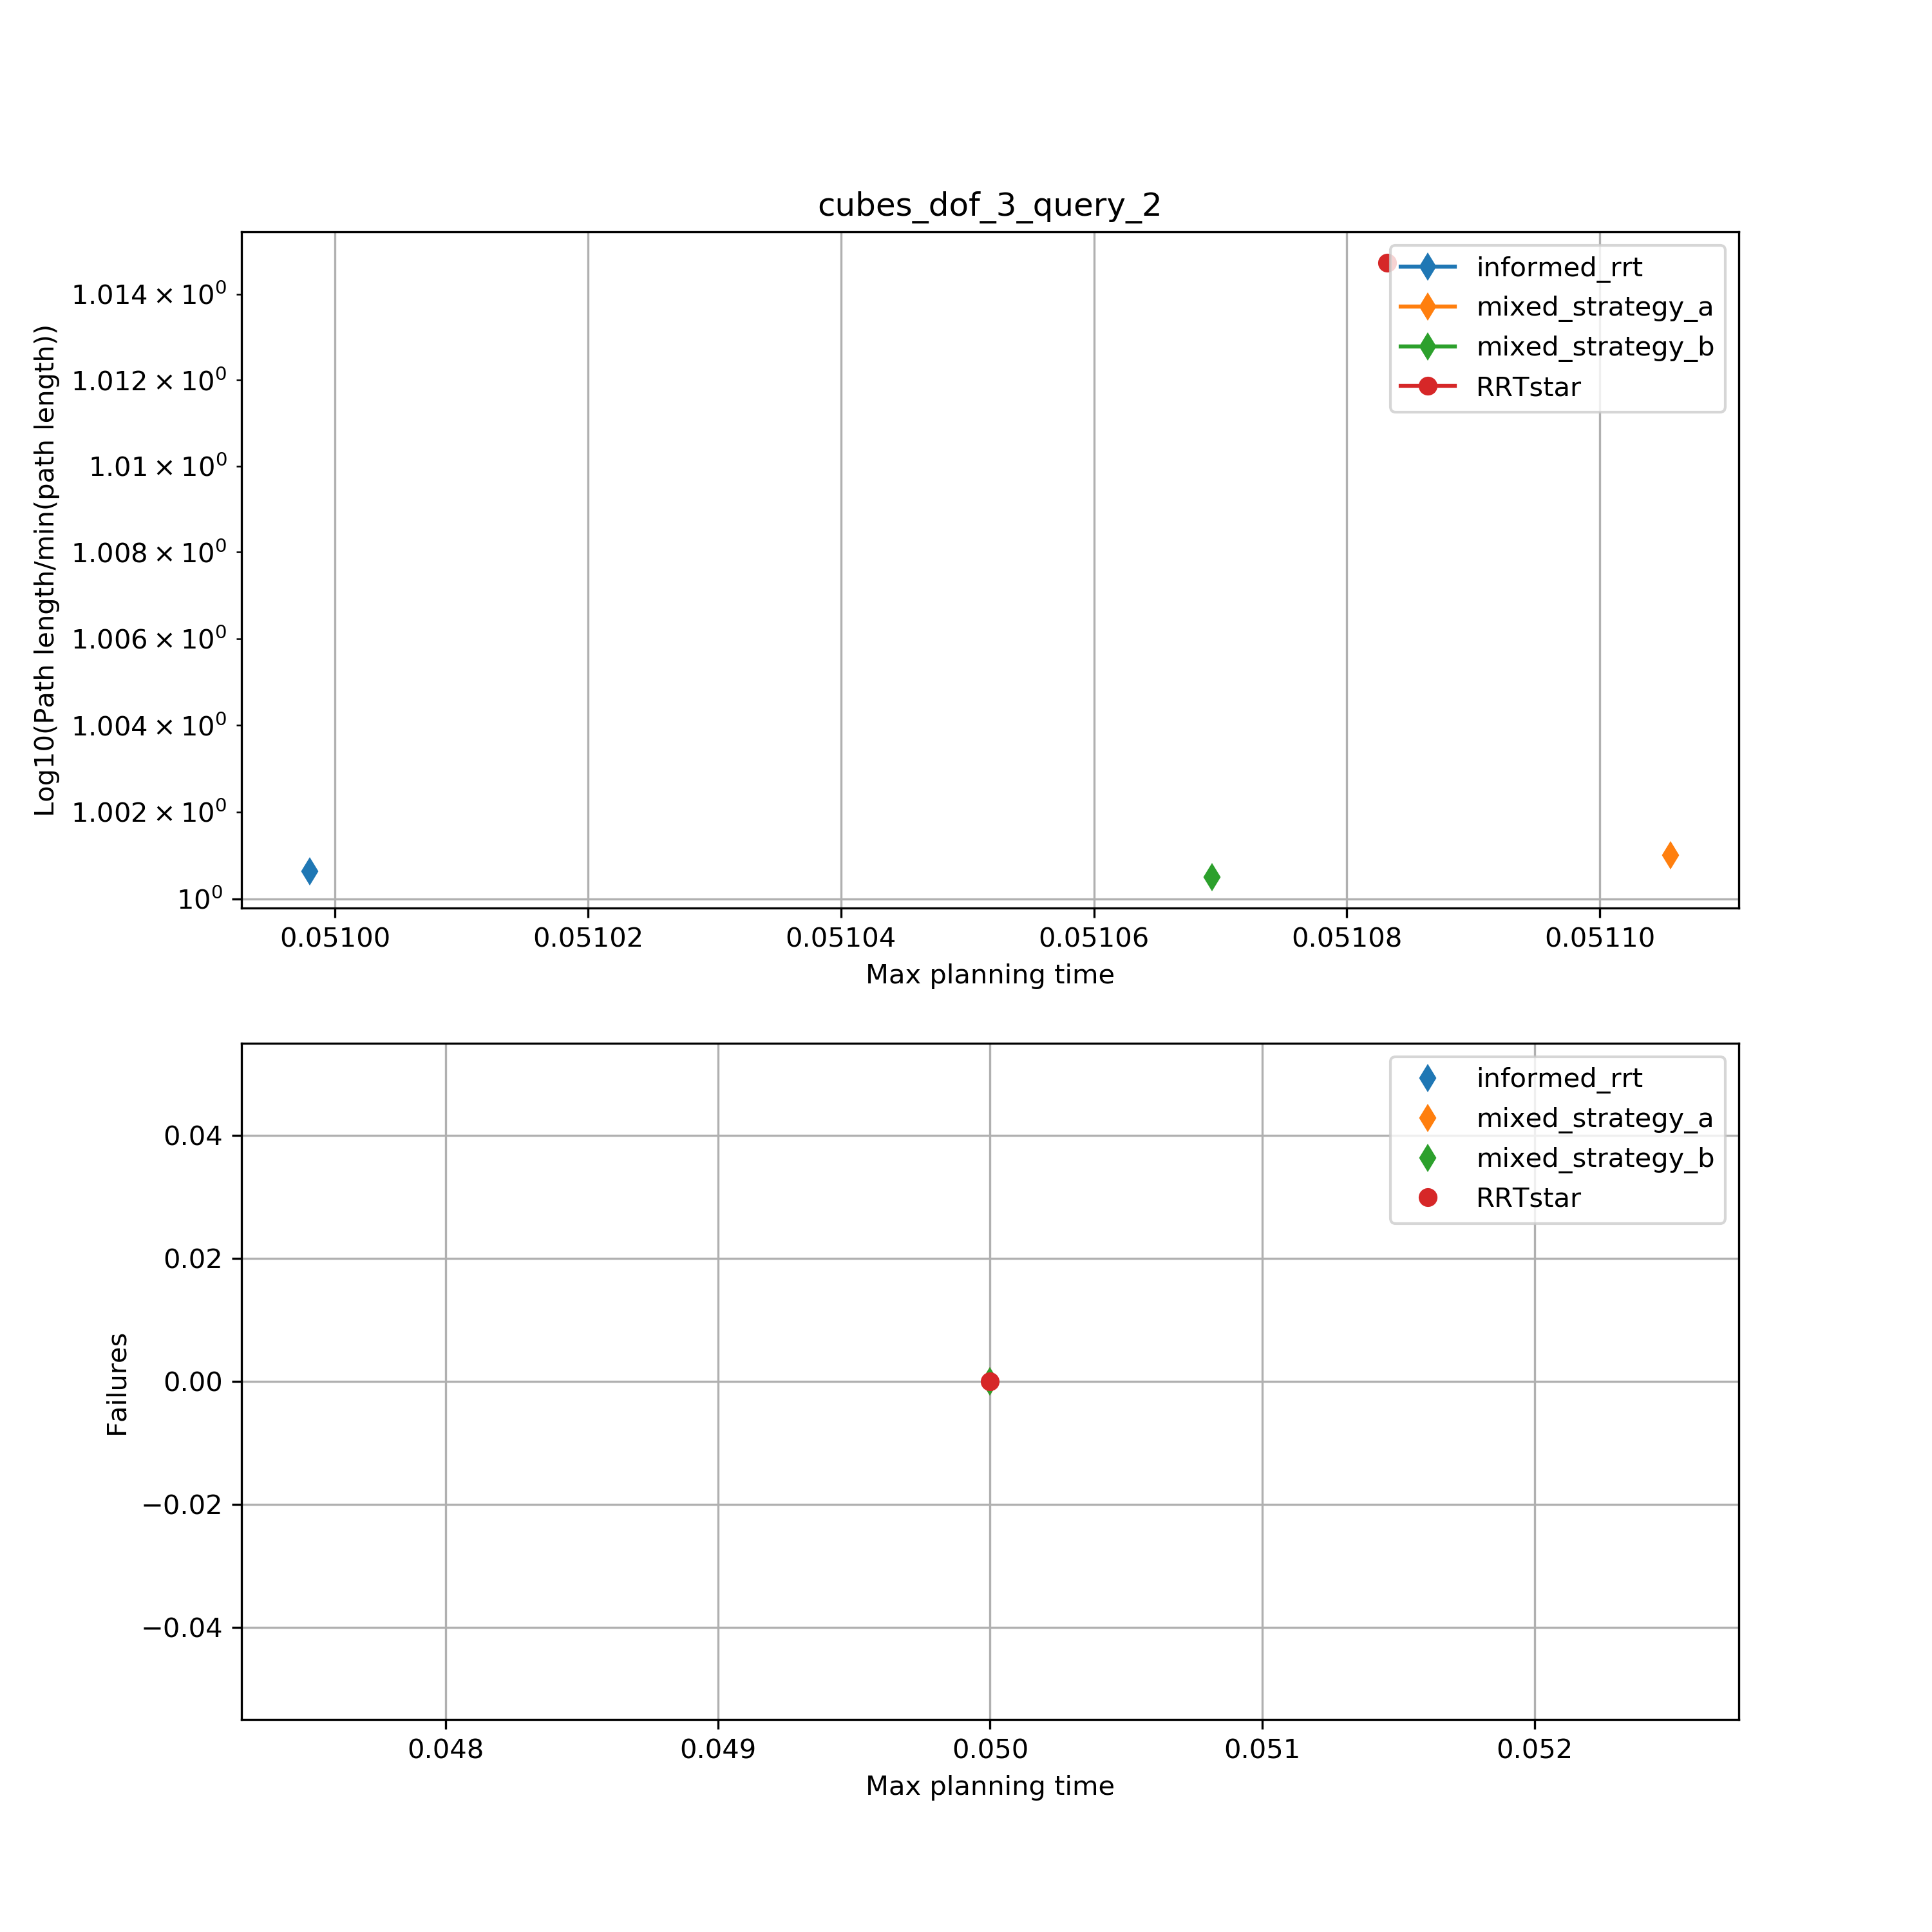 cubes_dof_3_query_2
1.014 × 10⁰
1.012 × 10⁰
1.01 × 10⁰
1.008 × 10⁰
1.006 × 10⁰
1.004 × 10⁰
1.002 × 10⁰
10⁰
Log10(Path length/min(path length))
informed_rrt
mixed_strategy_a
mixed_strategy_b
RRTstar
0.05100 0.05102 0.05104 0.05106 0.05108 0.05110
Max planning time
0.04
0.02
0.00
−0.02
−0.04
Failures
informed_rrt
mixed_strategy_a
mixed_strategy_b
RRTstar
0.048 0.049 0.050 0.051 0.052
Max planning time